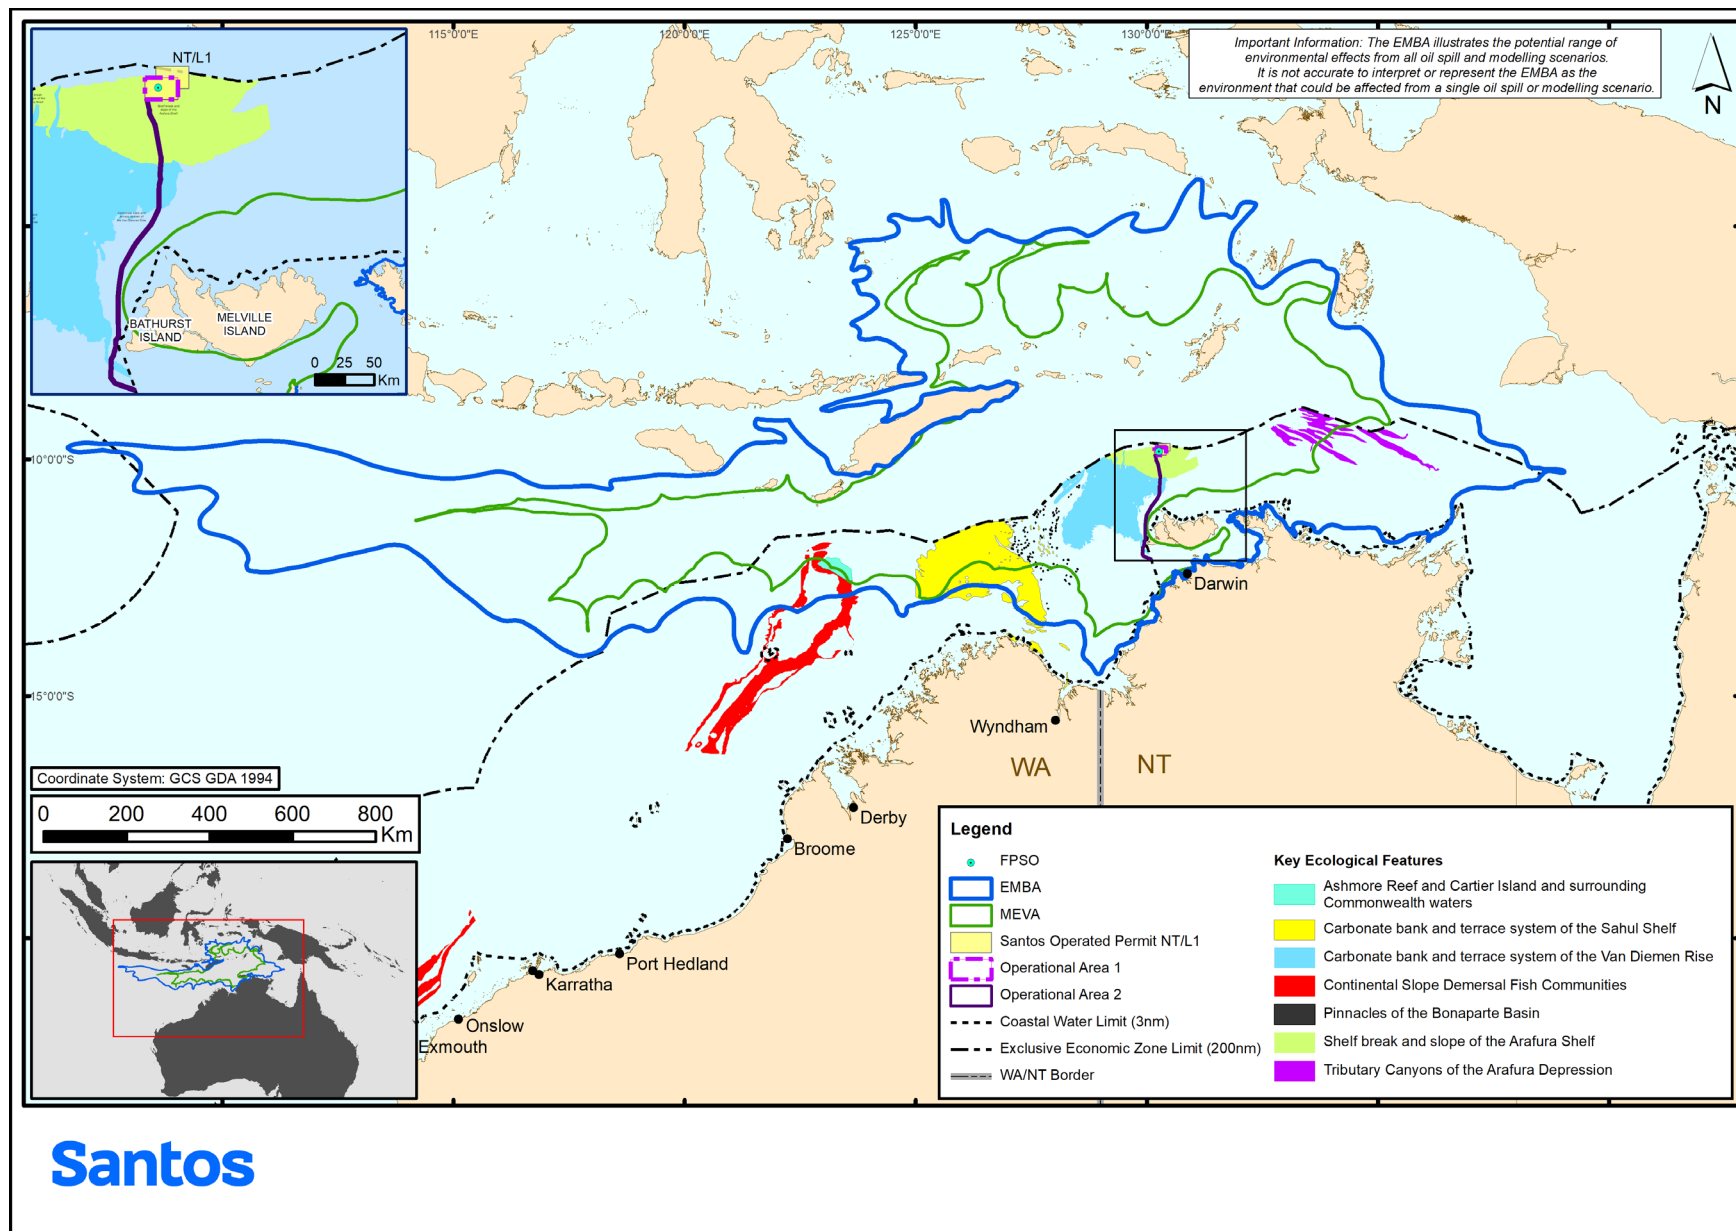 115°0'0"E
120°0'0"E
125°0'0"E
130°0'0"E
Important Information: The EMBA illustrates the potential range of
environmental effects from all oil spill and modelling scenarios.
It is not accurate to interpret or represent the EMBA as the
environment that could be affected from a single oil spill or modelling scenario.
N
NT/L1
BATHURST
ISLAND
MELVILLE
ISLAND
0 25 50
Km
10°0'0"S
15°0'0"S
Darwin
Wyndham
WA
NT
Derby
Broome
Port Hedland
Karratha
Onslow
Exmouth
Coordinate System: GCS GDA 1994
0 200 400 600 800
Km
Legend
FPSO
EMBA
MEVA
Santos Operated Permit NT/L1
Operational Area 1
Operational Area 2
Coastal Water Limit (3nm)
Exclusive Economic Zone Limit (200nm)
WA/NT Border
Key Ecological Features
Ashmore Reef and Cartier Island and surrounding
Commonwealth waters
Carbonate bank and terrace system of the Sahul Shelf
Carbonate bank and terrace system of the Van Diemen Rise
Continental Slope Demersal Fish Communities
Pinnacles of the Bonaparte Basin
Shelf break and slope of the Arafura Shelf
Tributary Canyons of the Arafura Depression
Santos